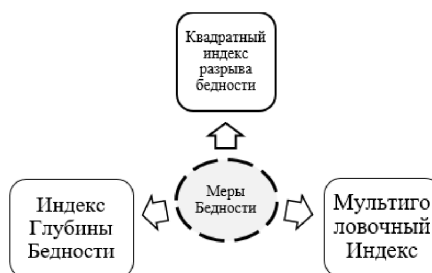 Квадратный
индекс
разрыва
бедности
Меры
Бедности
Индекс
Глубины
Бедности
Мультиго
ловочный
Индекс